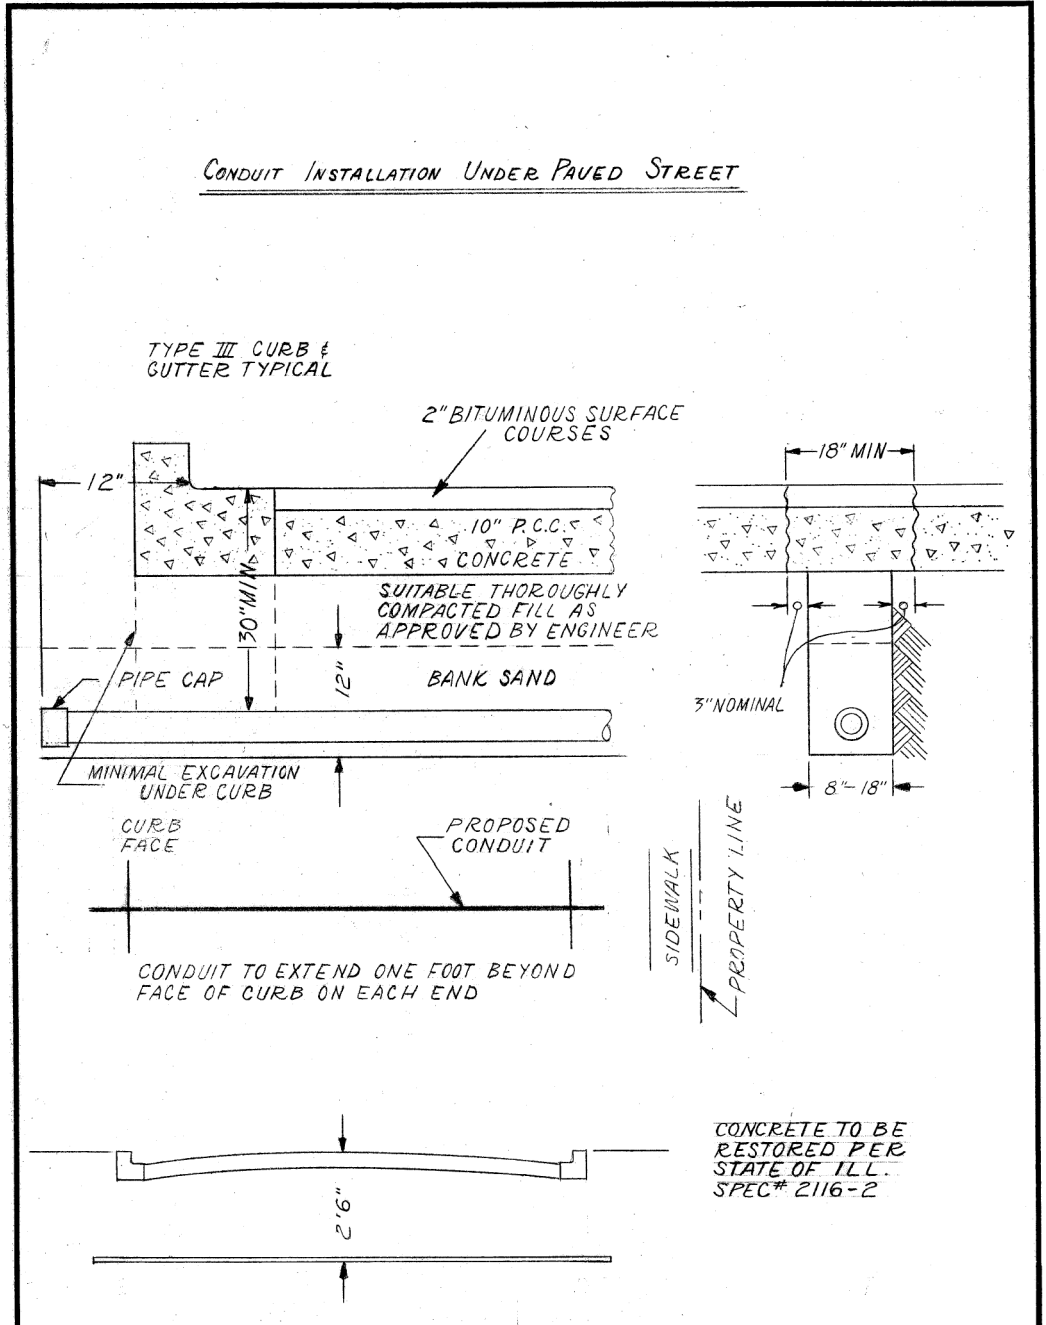 CONDUIT INSTALLATION UNDER PAVED STREET
TYPE III CURB &
GUTTER TYPICAL
2" BITUMINOUS SURFACE
COURSES
12"
18" MIN
10" P.C.C.
CONCRETE
30" MIN
SUITABLE THOROUGHLY
COMPACTED FILL AS
APPROVED BY ENGINEER
PIPE CAP
12"
BANK SAND
3" NOMINAL
MINIMAL EXCAVATION
UNDER CURB
8"-18"
CURB
FACE
PROPOSED
CONDUIT
SIDEWALK
PROPERTY LINE
CONDUIT TO EXTEND ONE FOOT BEYOND
FACE OF CURB ON EACH END
2'6"
CONCRETE TO BE
RESTORED PER
STATE OF ILL.
SPEC# 2116-2